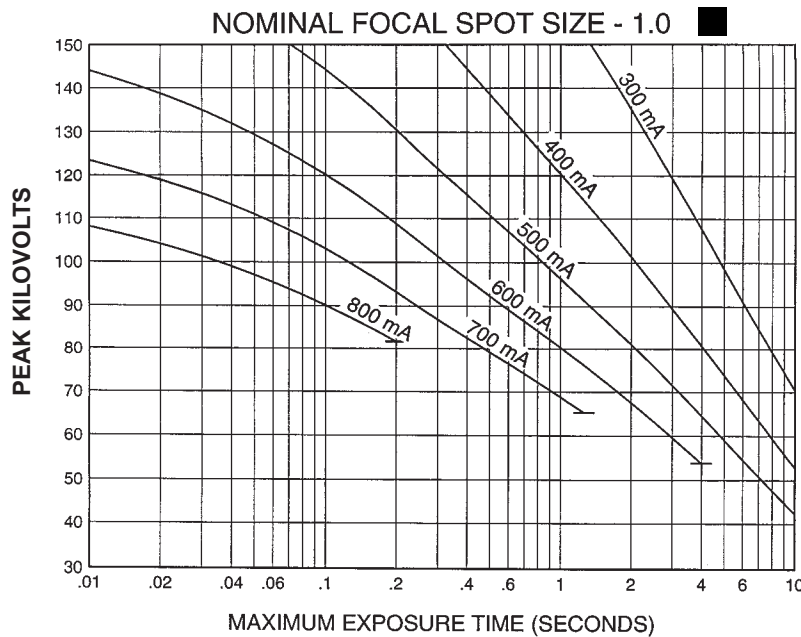 NOMINAL FOCAL SPOT SIZE - 1.0
PEAK KILOVOLTS
150
140
130
120
110
100
90
80
70
60
50
40
30
300 mA
400 mA
500 mA
600 mA
700 mA
800 mA
.01 .02 .04 .06 .1 .2 .4 .6 1 2 4 6 10
MAXIMUM EXPOSURE TIME (SECONDS)